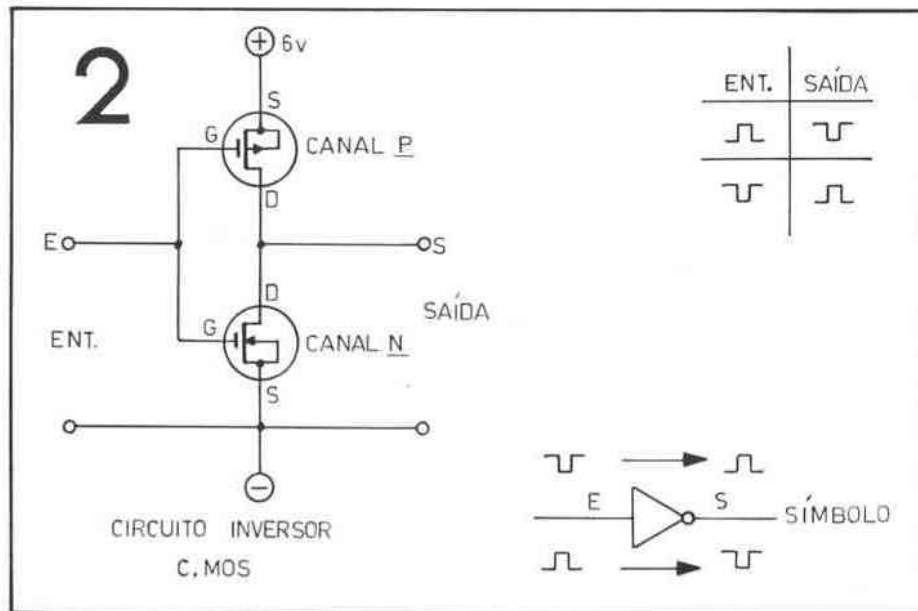 2
6v
S
G
CANAL P
D
E
S
D
G
CANAL N
SAÍDA
ENT.
S
CIRCUITO INVERSOR
C.MOS
ENT. SAÍDA
E S
SÍMBOLO